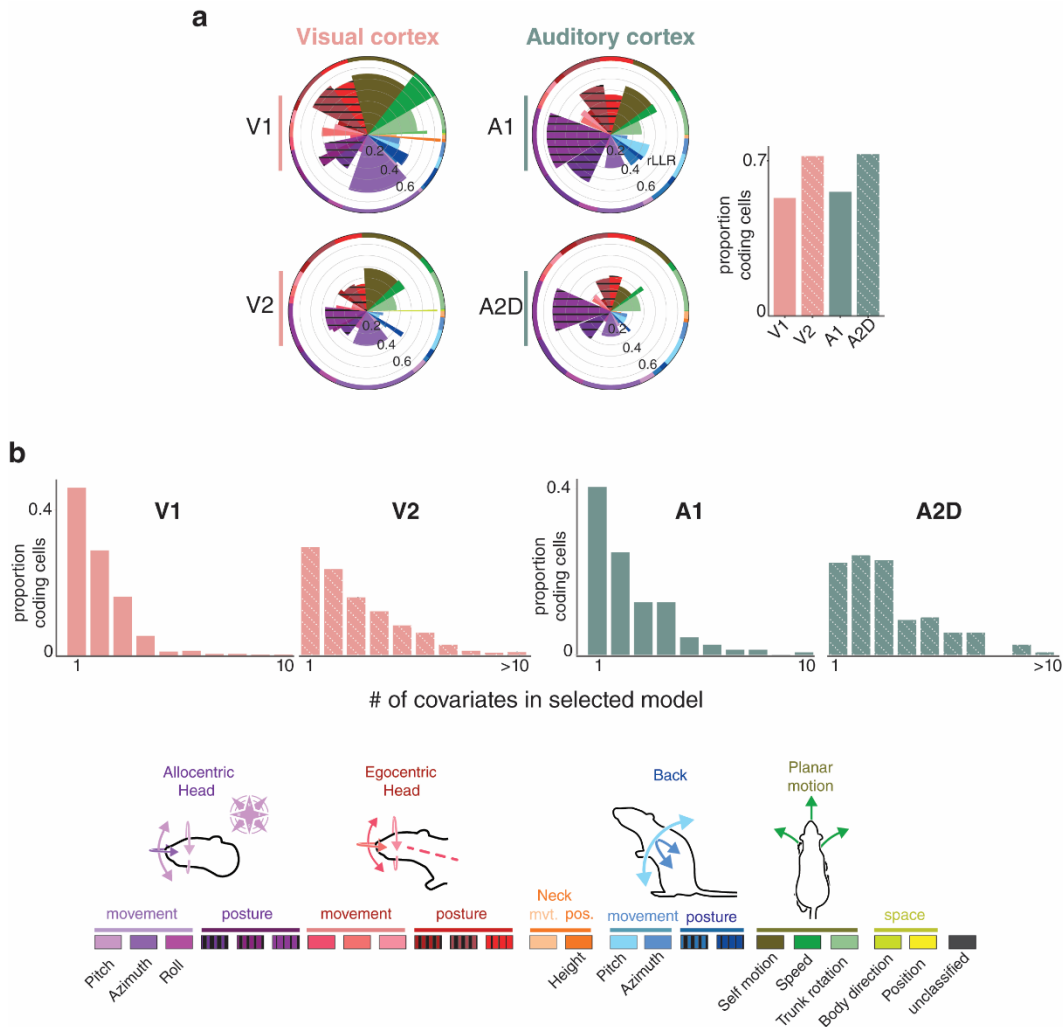 a
Visual cortex
Auditory cortex
V1
0.2
0.4
0.6
A1
0.2
0.4
0.6
rLLR
V2
0.2
0.4
0.6
A2D
0.2
0.4
0.6
proportion
coding cells
0.7
0
V1
V2
A1
A2D
b
proportion
coding cells
0.4
0
V1
1
10
V2
1
>10
proportion
coding cells
0.4
0
A1
1
10
A2D
1
>10
# of covariates in selected model
Allocentric
Head
Egocentric
Head
Back
Planar
motion
movement
posture
movement
posture
Neck
mvt. pos.
movement
posture
space
Pitch
Azimuth
Roll
Height
Pitch
Azimuth
Self motion
Speed
Trunk rotation
Body direction
Position
unclassified